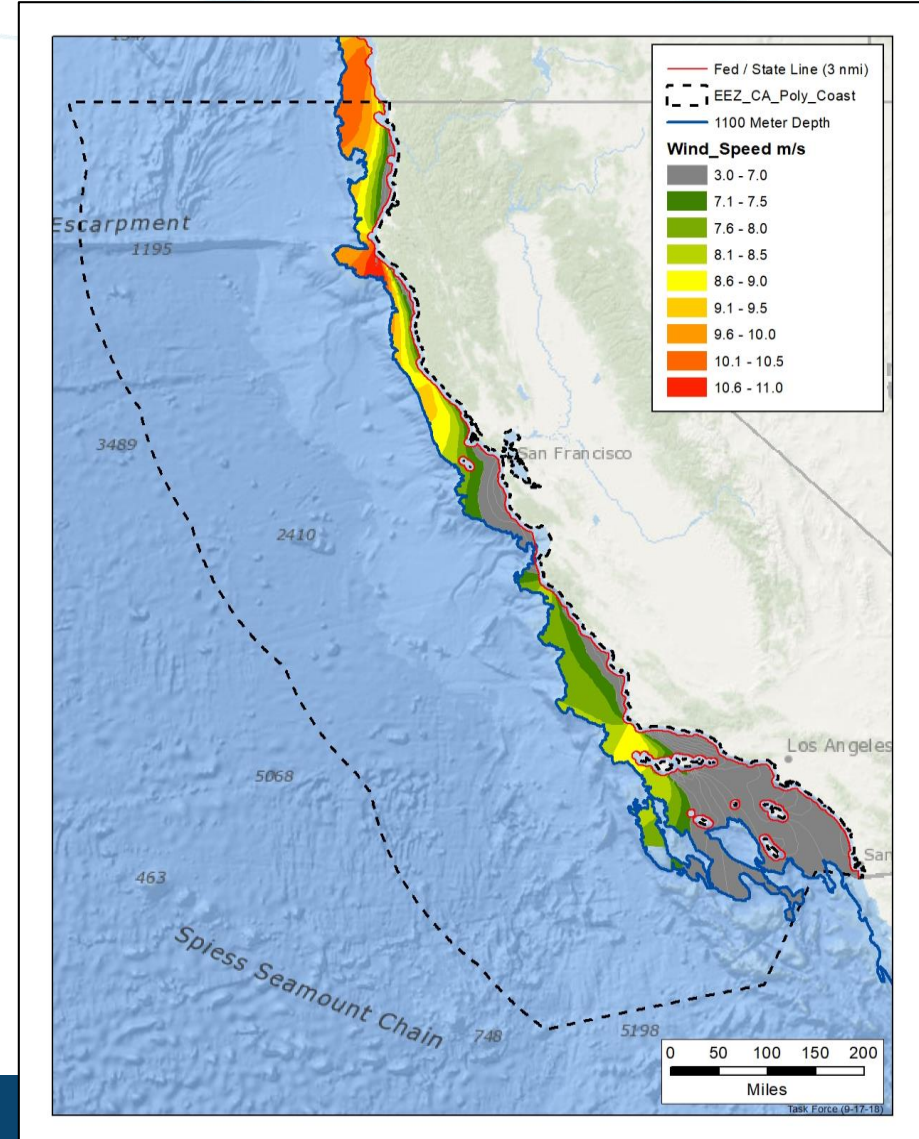 Fed / State Line (3 nmi)
EEZ_CA_Poly_Coast
1100 Meter Depth
Wind_Speed m/s
3.0 - 7.0
7.1 - 7.5
7.6 - 8.0
8.1 - 8.5
8.6 - 9.0
9.1 - 9.5
9.6 - 10.0
10.1 - 10.5
10.6 - 11.0
Escarpment
1195
3489
San Francisco
2410
Los Angeles
5068
San
463
Spiess Seamount Chain
748
5198
0 50 100 150 200
Miles
Task Force (9-17-18)